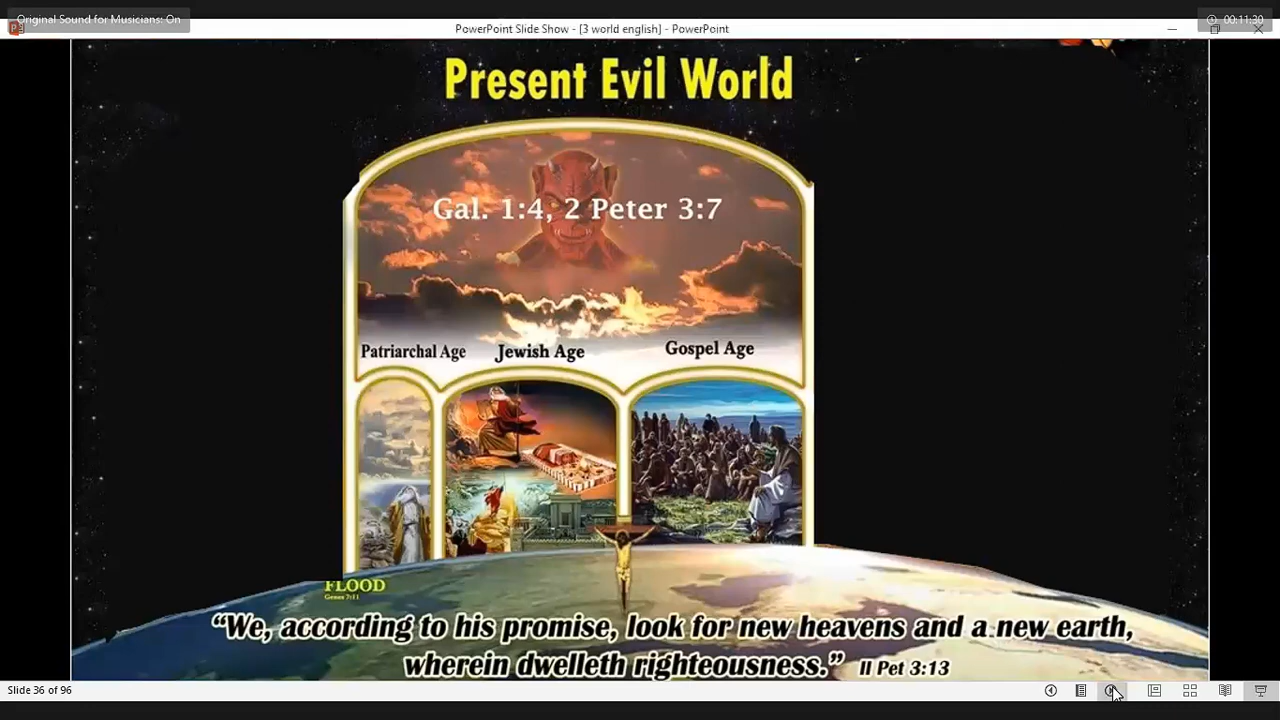 Original Sound for Musicians: On
00:11:30
PowerPoint Slide Show - [3 world english] - PowerPoint
Present Evil World
Gal. 1:4, 2 Peter 3:7
Patriarchal Age
Jewish Age
Gospel Age
FLOOD
“We, according to his promise, look for new heavens and a new earth,
wherein dwelleth righteousness.” II Pet 3:13
Slide 36 of 96